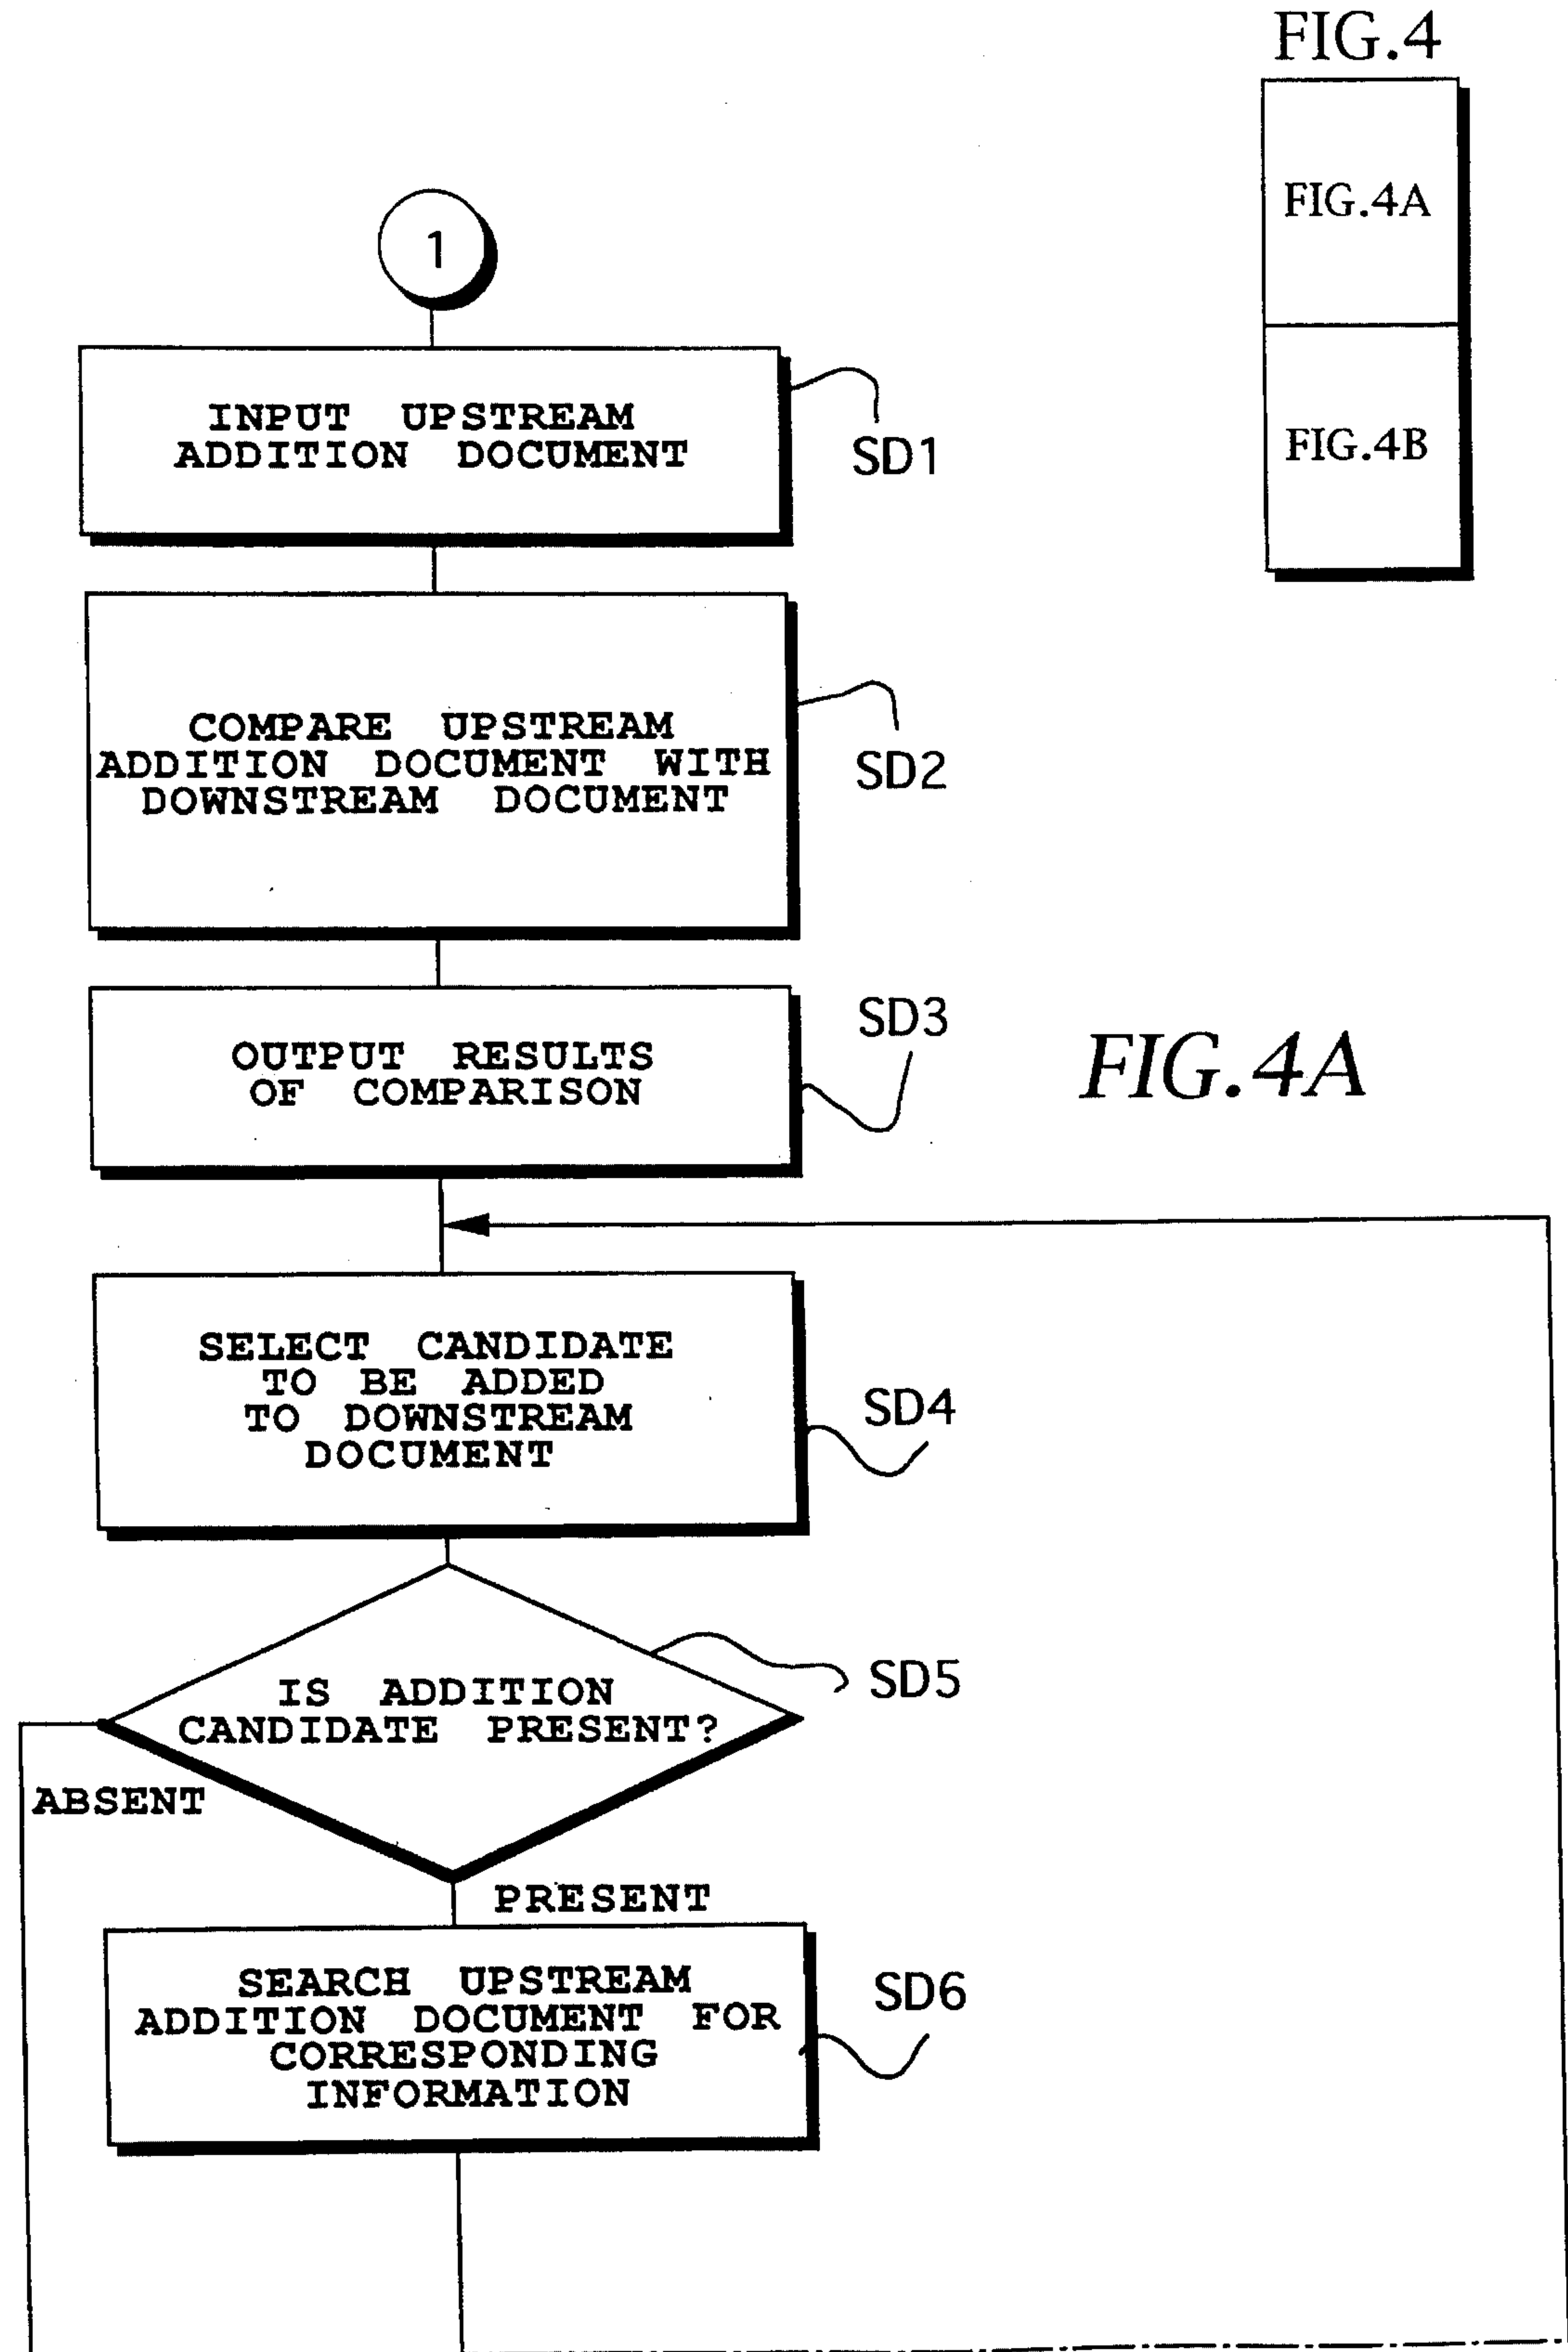 FIG.4
FIG.4A
FIG.4B
1
INPUT UPSTREAM
ADDITION DOCUMENT
SD1
COMPARE UPSTREAM
ADDITION DOCUMENT WITH
DOWNSTREAM DOCUMENT
SD2
OUTPUT RESULTS
OF COMPARISON
SD3
FIG.4A
SELECT CANDIDATE
TO BE ADDED
TO DOWNSTREAM
DOCUMENT
SD4
IS ADDITION
CANDIDATE PRESENT?
SD5
ABSENT
PRESENT
SEARCH UPSTREAM
ADDITION DOCUMENT FOR
CORRESPONDING
INFORMATION
SD6